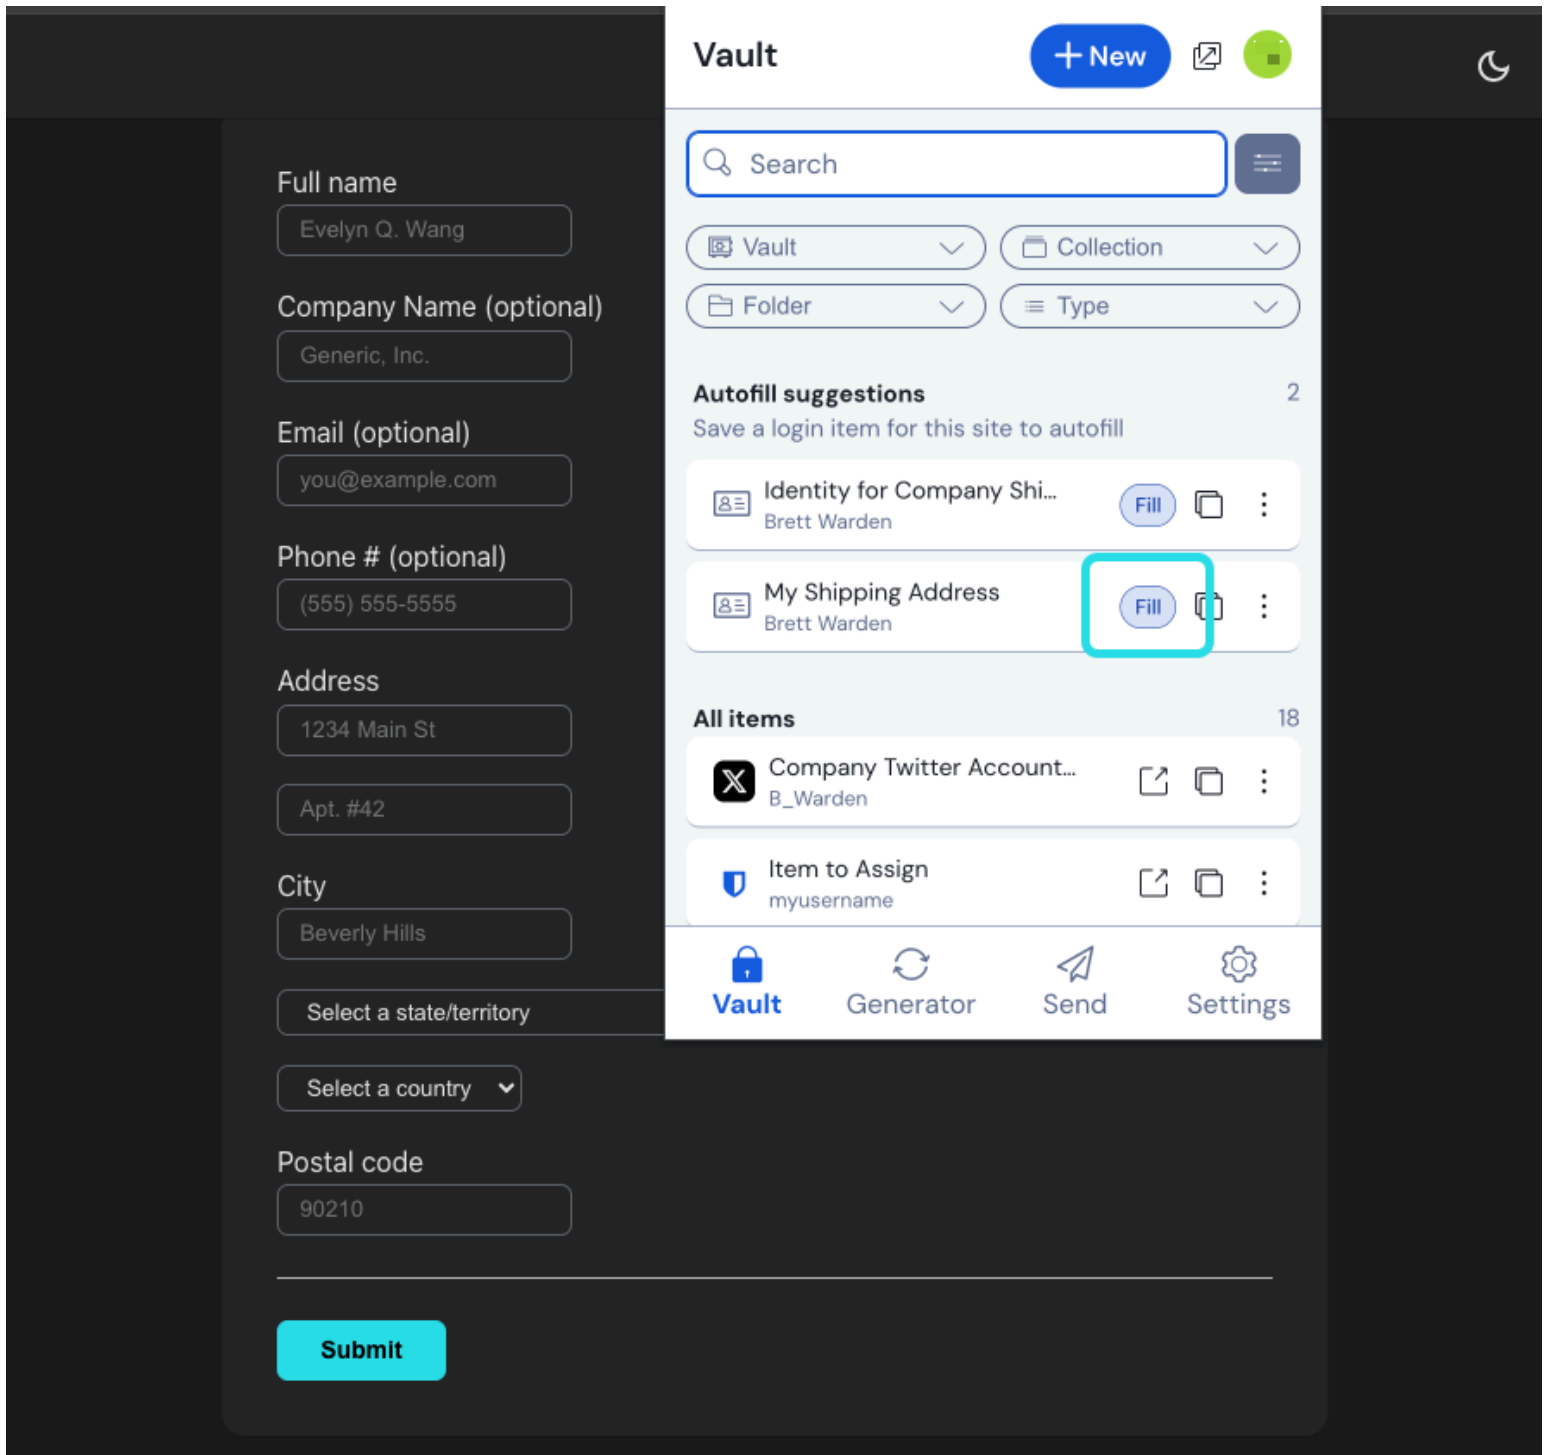 Vault
New
Search
Vault
Collection
Folder
Type
Autofill suggestions 2
Save a login item for this site to autofill
Identity for Company Shi...
Brett Warden
Fill
My Shipping Address
Brett Warden
Fill
All items 18
Company Twitter Account...
B_Warden
Item to Assign
myusername
Vault
Generator
Send
Settings
Full name
Evelyn Q. Wang
Company Name (optional)
Generic, Inc.
Email (optional)
you@example.com
Phone # (optional)
(555) 555-5555
Address
1234 Main St
Apt. #42
City
Beverly Hills
Select a state/territory
Select a country
Postal code
90210
Submit